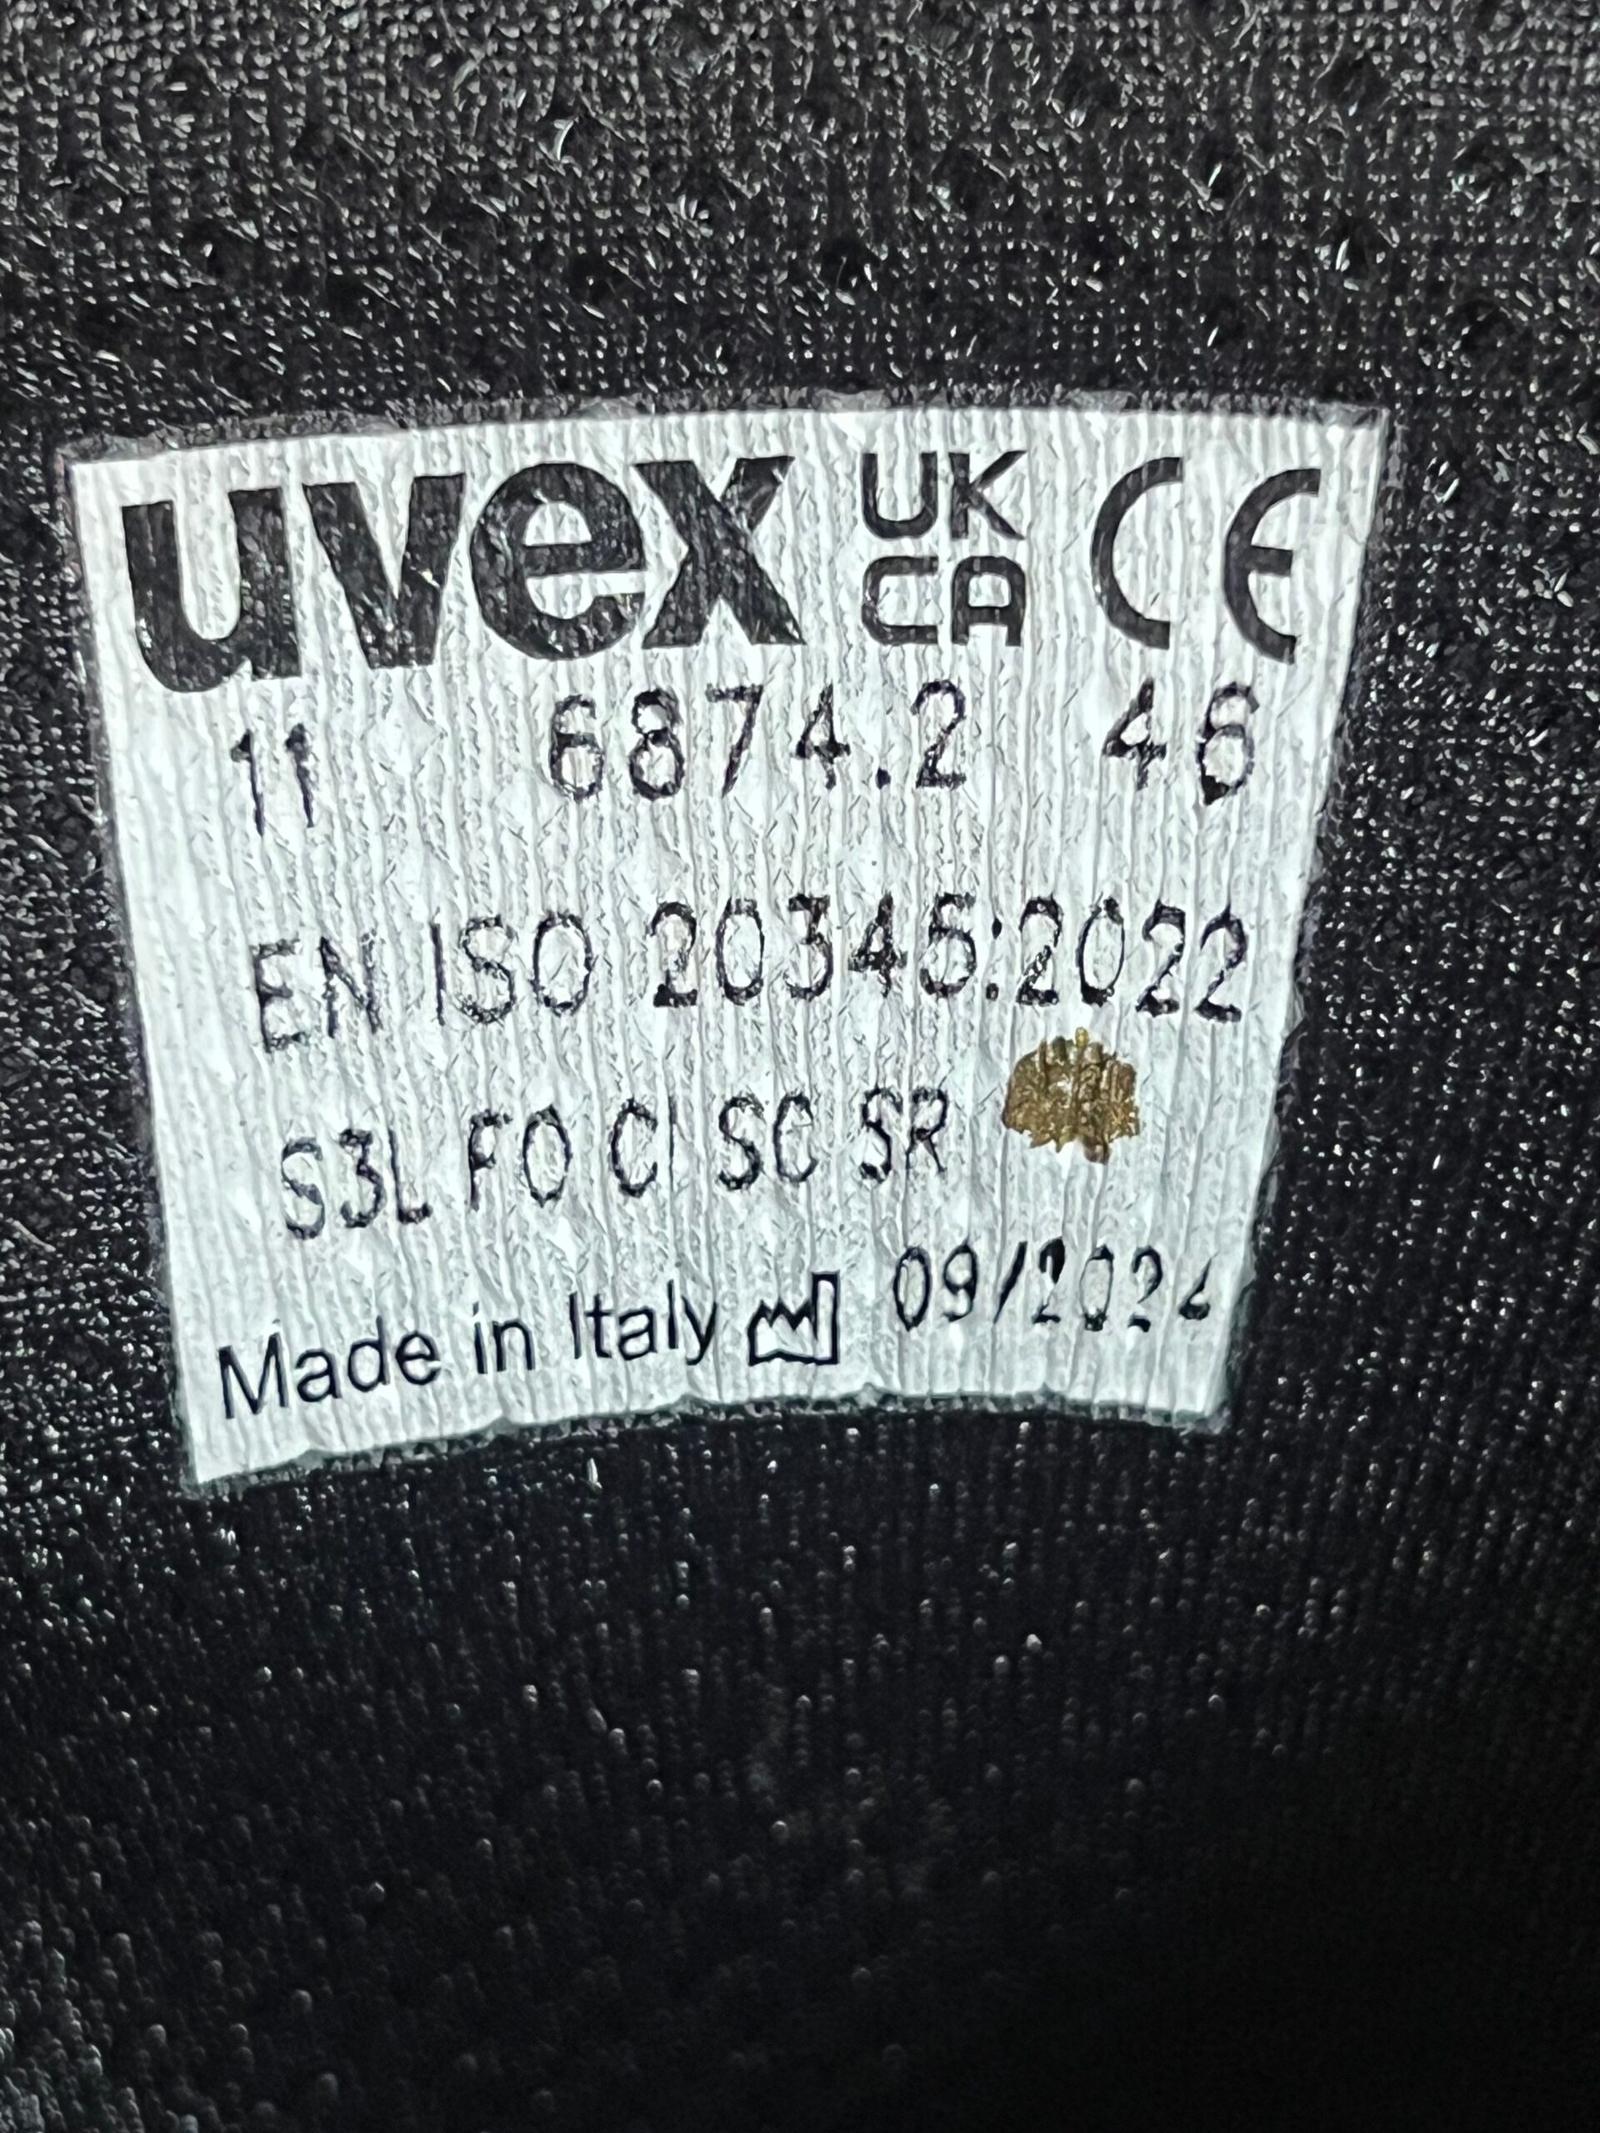 uvex UK CA CE
11 6874.2 46
EN ISO 20345:2022
S3L FO CI SC SR
Made in Italy 09/2024